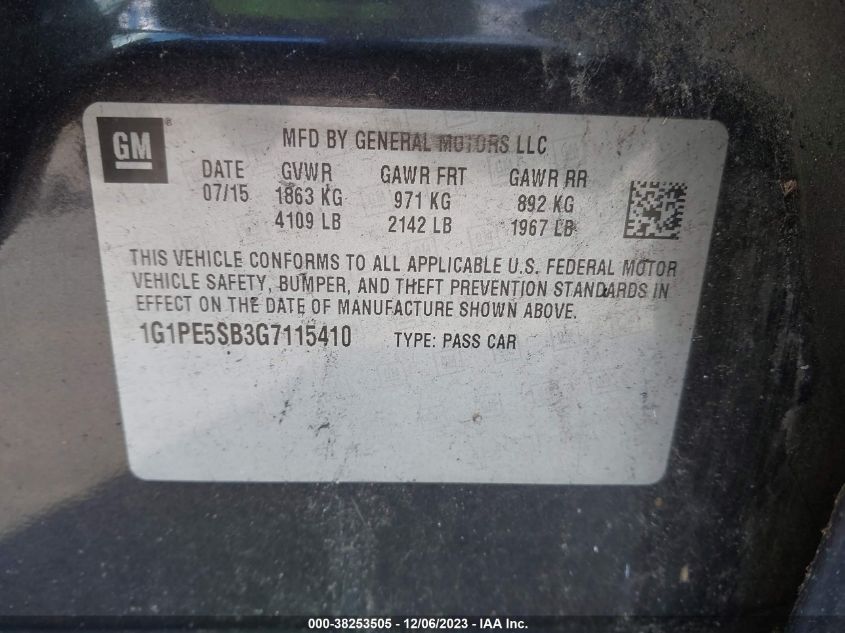 GM ®
MFD BY GENERAL MOTORS LLC
DATE GVWR GAWR FRT GAWR RR
07/15 1863 KG 971 KG 892 KG
4109 LB 2142 LB 1967 LB
THIS VEHICLE CONFORMS TO ALL APPLICABLE U.S. FEDERAL MOTOR
VEHICLE SAFETY, BUMPER, AND THEFT PREVENTION STANDARDS IN
EFFECT ON THE DATE OF MANUFACTURE SHOWN ABOVE.
1G1PE5SB3G7115410 TYPE: PASS CAR
000-38253505 - 12/06/2023 - IAA Inc.